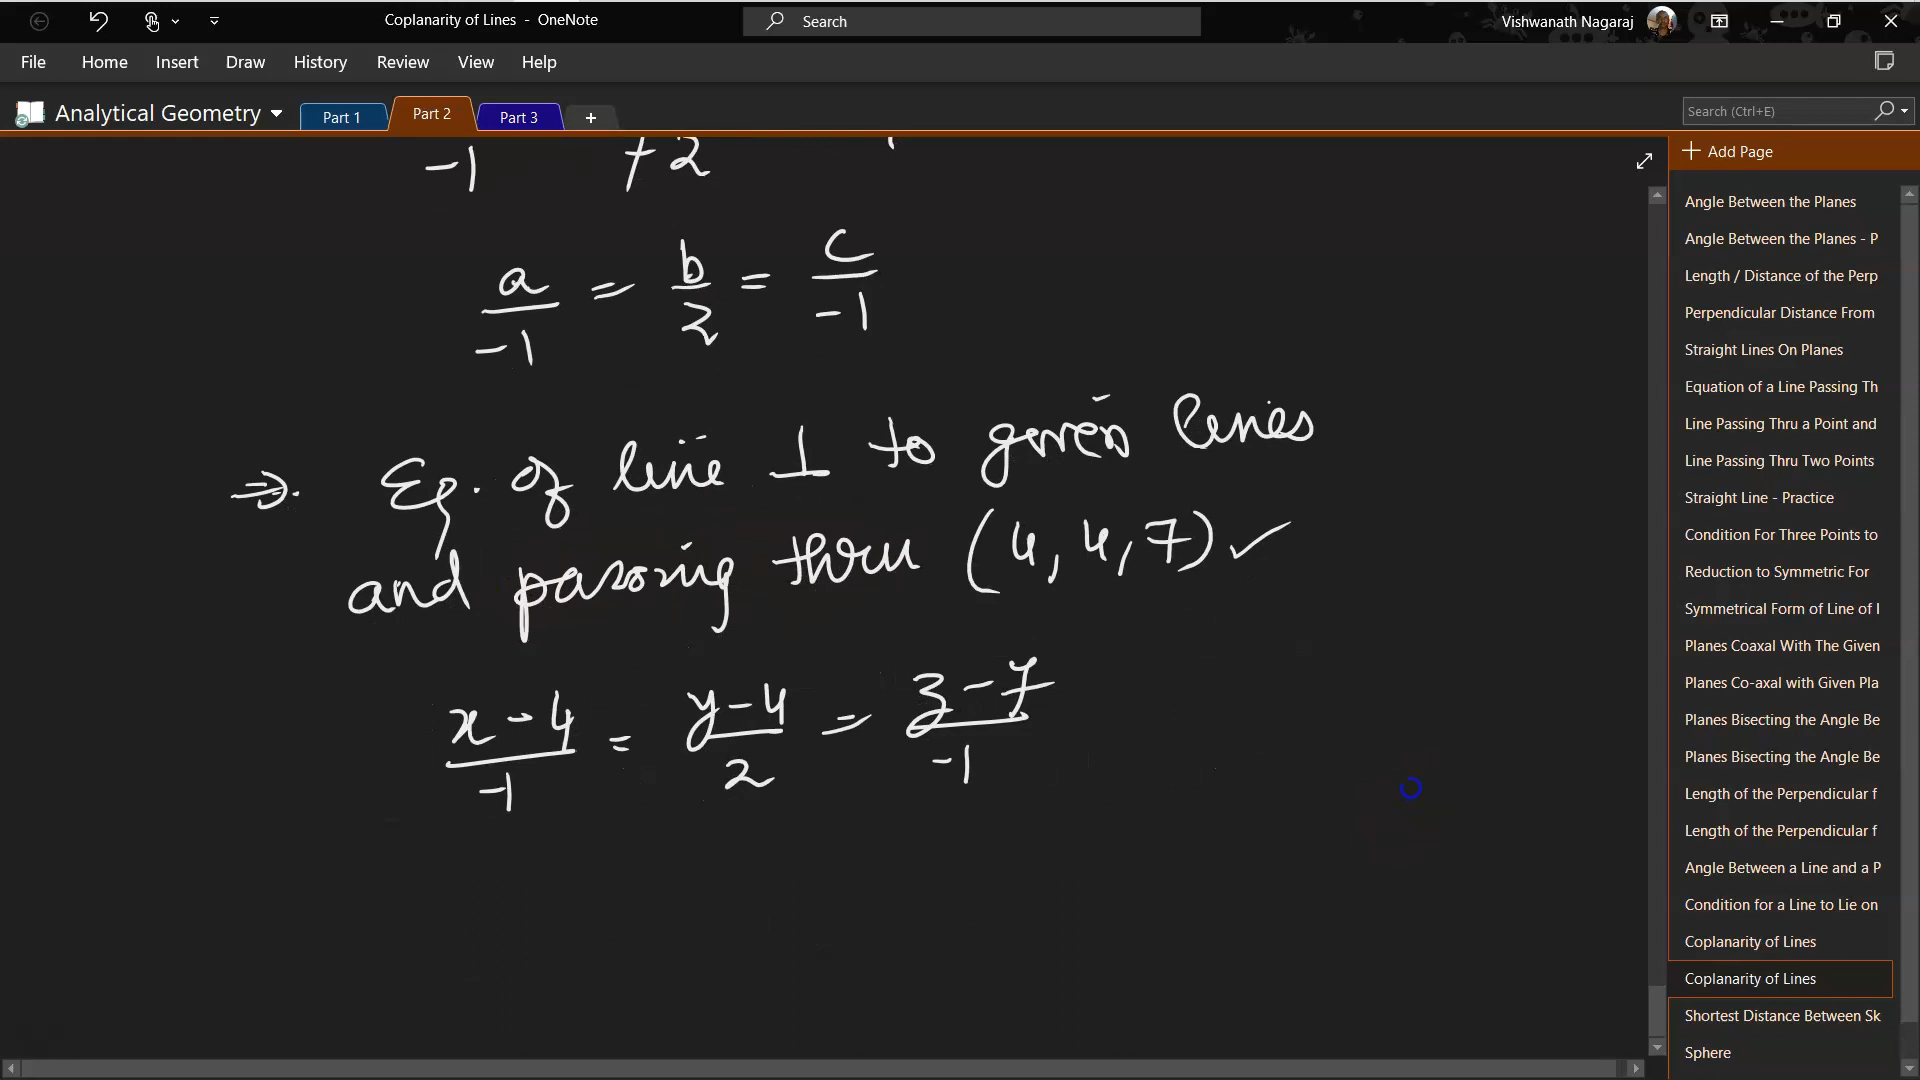 Coplanarity of Lines - OneNote
Search
Vishwanath Nagaraj
File Home Insert Draw History Review View Help
Analytical Geometry
Part 1
Part 2
Part 3
+
Search (Ctrl+E)
Add Page
-1 +2
a/-1 = b/2 = c/-1
⇒ Eq. of line ⊥ to given lines
and passing thru (4, 4, 7) ✓
x-4/-1 = y-4/2 = z-7/-1
Angle Between the Planes
Angle Between the Planes - P
Length / Distance of the Perp
Perpendicular Distance From
Straight Lines On Planes
Equation of a Line Passing Th
Line Passing Thru a Point and
Line Passing Thru Two Points
Straight Line - Practice
Condition For Three Points to
Reduction to Symmetric For
Symmetrical Form of Line of I
Planes Coaxal With The Given
Planes Co-axal with Given Pla
Planes Bisecting the Angle Be
Planes Bisecting the Angle Be
Length of the Perpendicular f
Length of the Perpendicular f
Angle Between a Line and a P
Condition for a Line to Lie on
Coplanarity of Lines
Coplanarity of Lines
Shortest Distance Between Sk
Sphere